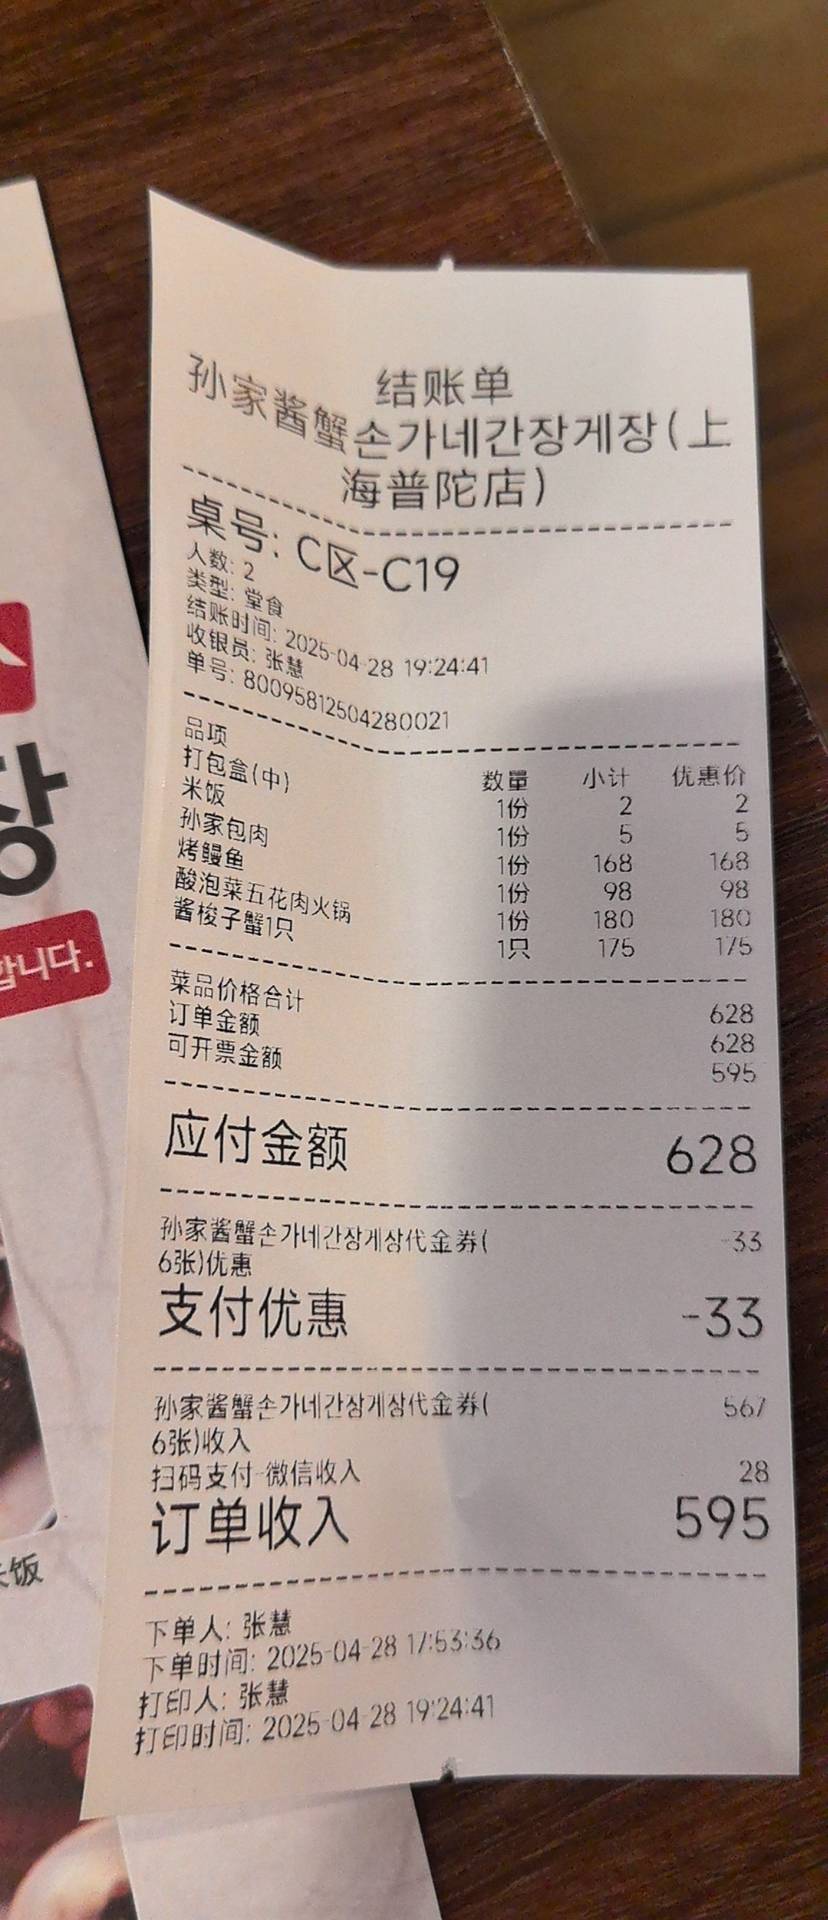 结账单
孙家酱蟹손가네간장게장(上
海普陀店)
桌号: C区-C19
人数: 2
类型: 堂食
结账时间: 2025-04-28 19:24:41
收银员: 张慧
单号: 80095812504280021
品项 数量 小计 优惠价
打包盒(中) 1份 2 2
米饭 1份 5 5
孙家包肉 1份 168 168
烤鳗鱼 1份 98 98
酸泡菜五花肉火锅 1份 180 180
酱梭子蟹1只 1只 175 175
菜品价格合计 628
订单金额 628
可开票金额 595
应付金额 628
孙家酱蟹손가네간장게장代金券( -33
6张)优惠
支付优惠 -33
孙家酱蟹손가네간장게장代金券( 567
6张)收入
扫码支付-微信收入 28
订单收入 595
下单人: 张慧
下单时间: 2025-04-28 17:53:36
打印人: 张慧
打印时间: 2025-04-28 19:24:41
장
합니다.
饭